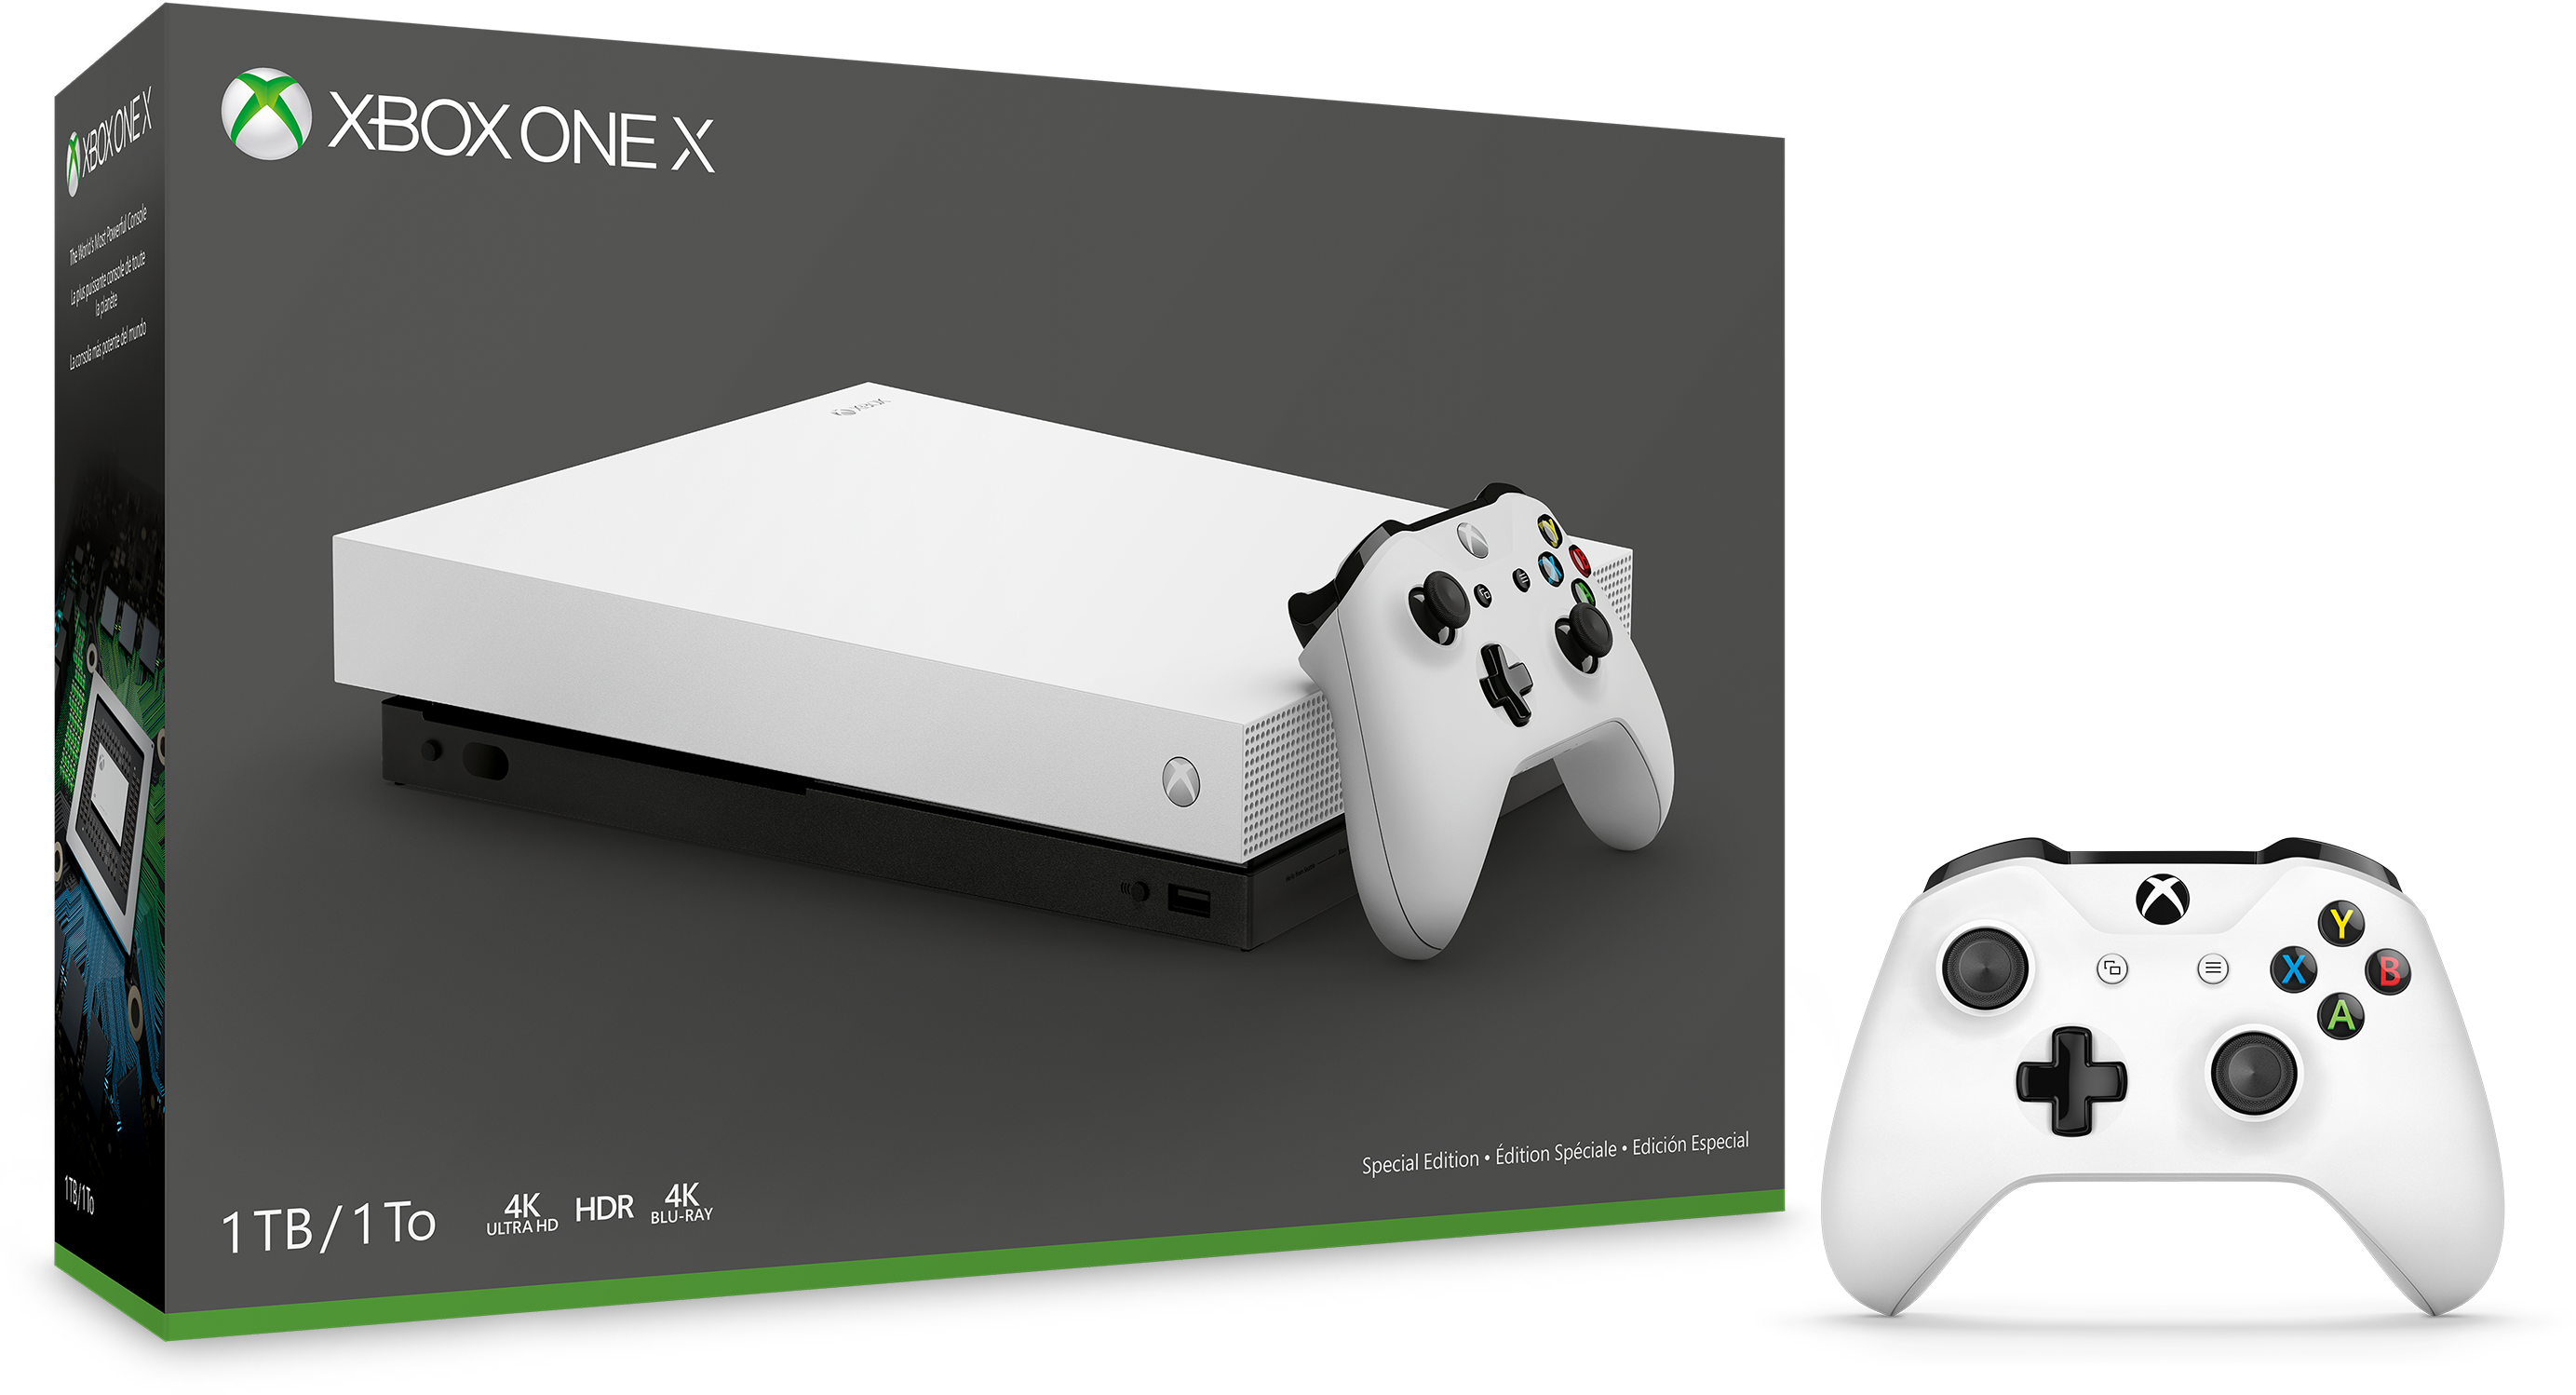 XBOX ONE X
The World's Most Powerful Console
La plus puissante console de toute
la planète
La consola más potente del mundo
1TB/1To
XBOX ONE X
XBOX
Special Edition • Édition Spéciale • Edición Especial
1 TB / 1 To
4K
ULTRA HD
HDR
4K
BLU-RAY
Y
X
B
A
Y
X B
A